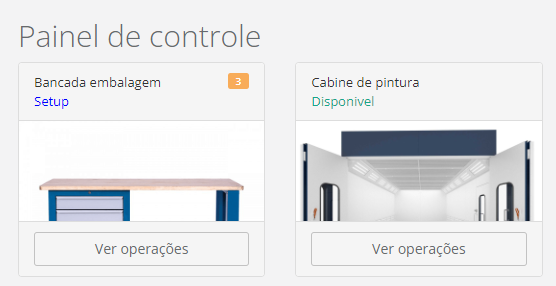 Painel de controle
Bancada embalagem 3
Setup
Cabine de pintura
Disponivel
Ver operações
Ver operações